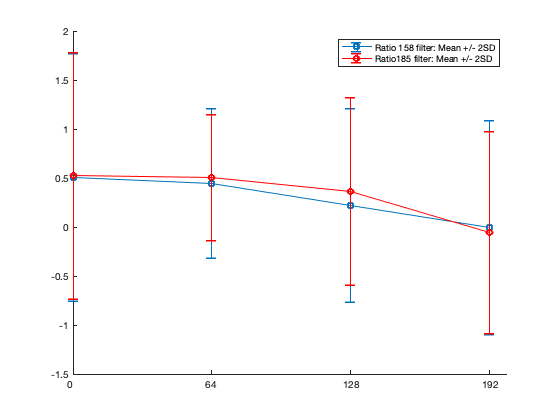 2
Ratio 158 filter: Mean +/- 2SD
Ratio185 filter: Mean +/- 2SD
1.5
1
0.5
0
-0.5
-1
-1.5
0 64 128 192